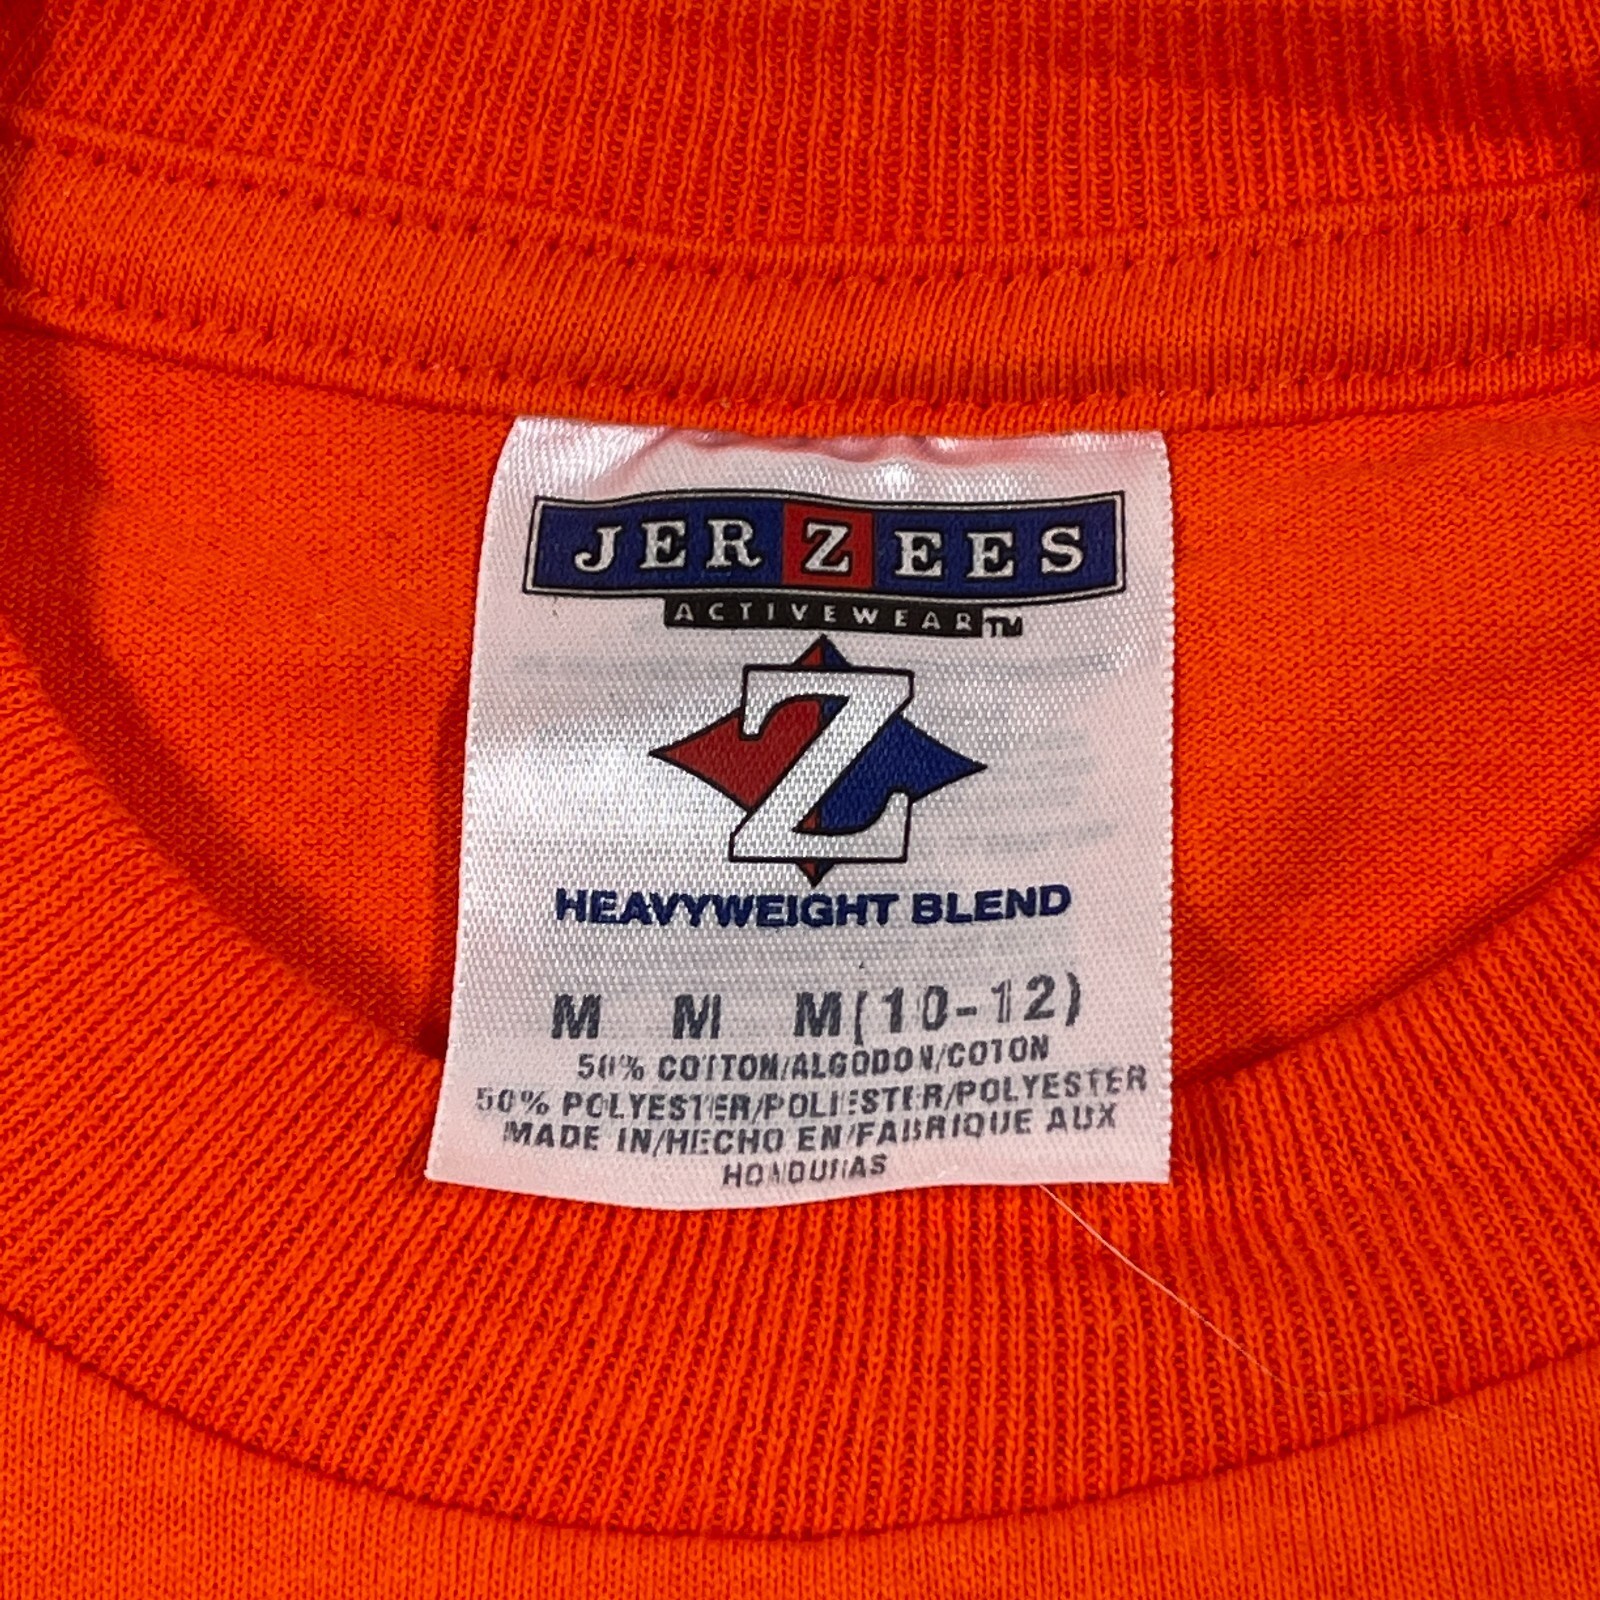 JERZEES
ACTIVEWEAR™
Z
HEAVYWEIGHT BLEND
M M M(10-12)
50% COTTON/ALGODON/COTON
50% POLYESTER/POLIESTER/POLYESTER
MADE IN/HECHO EN/FABRIQUE AUX
HONDURAS